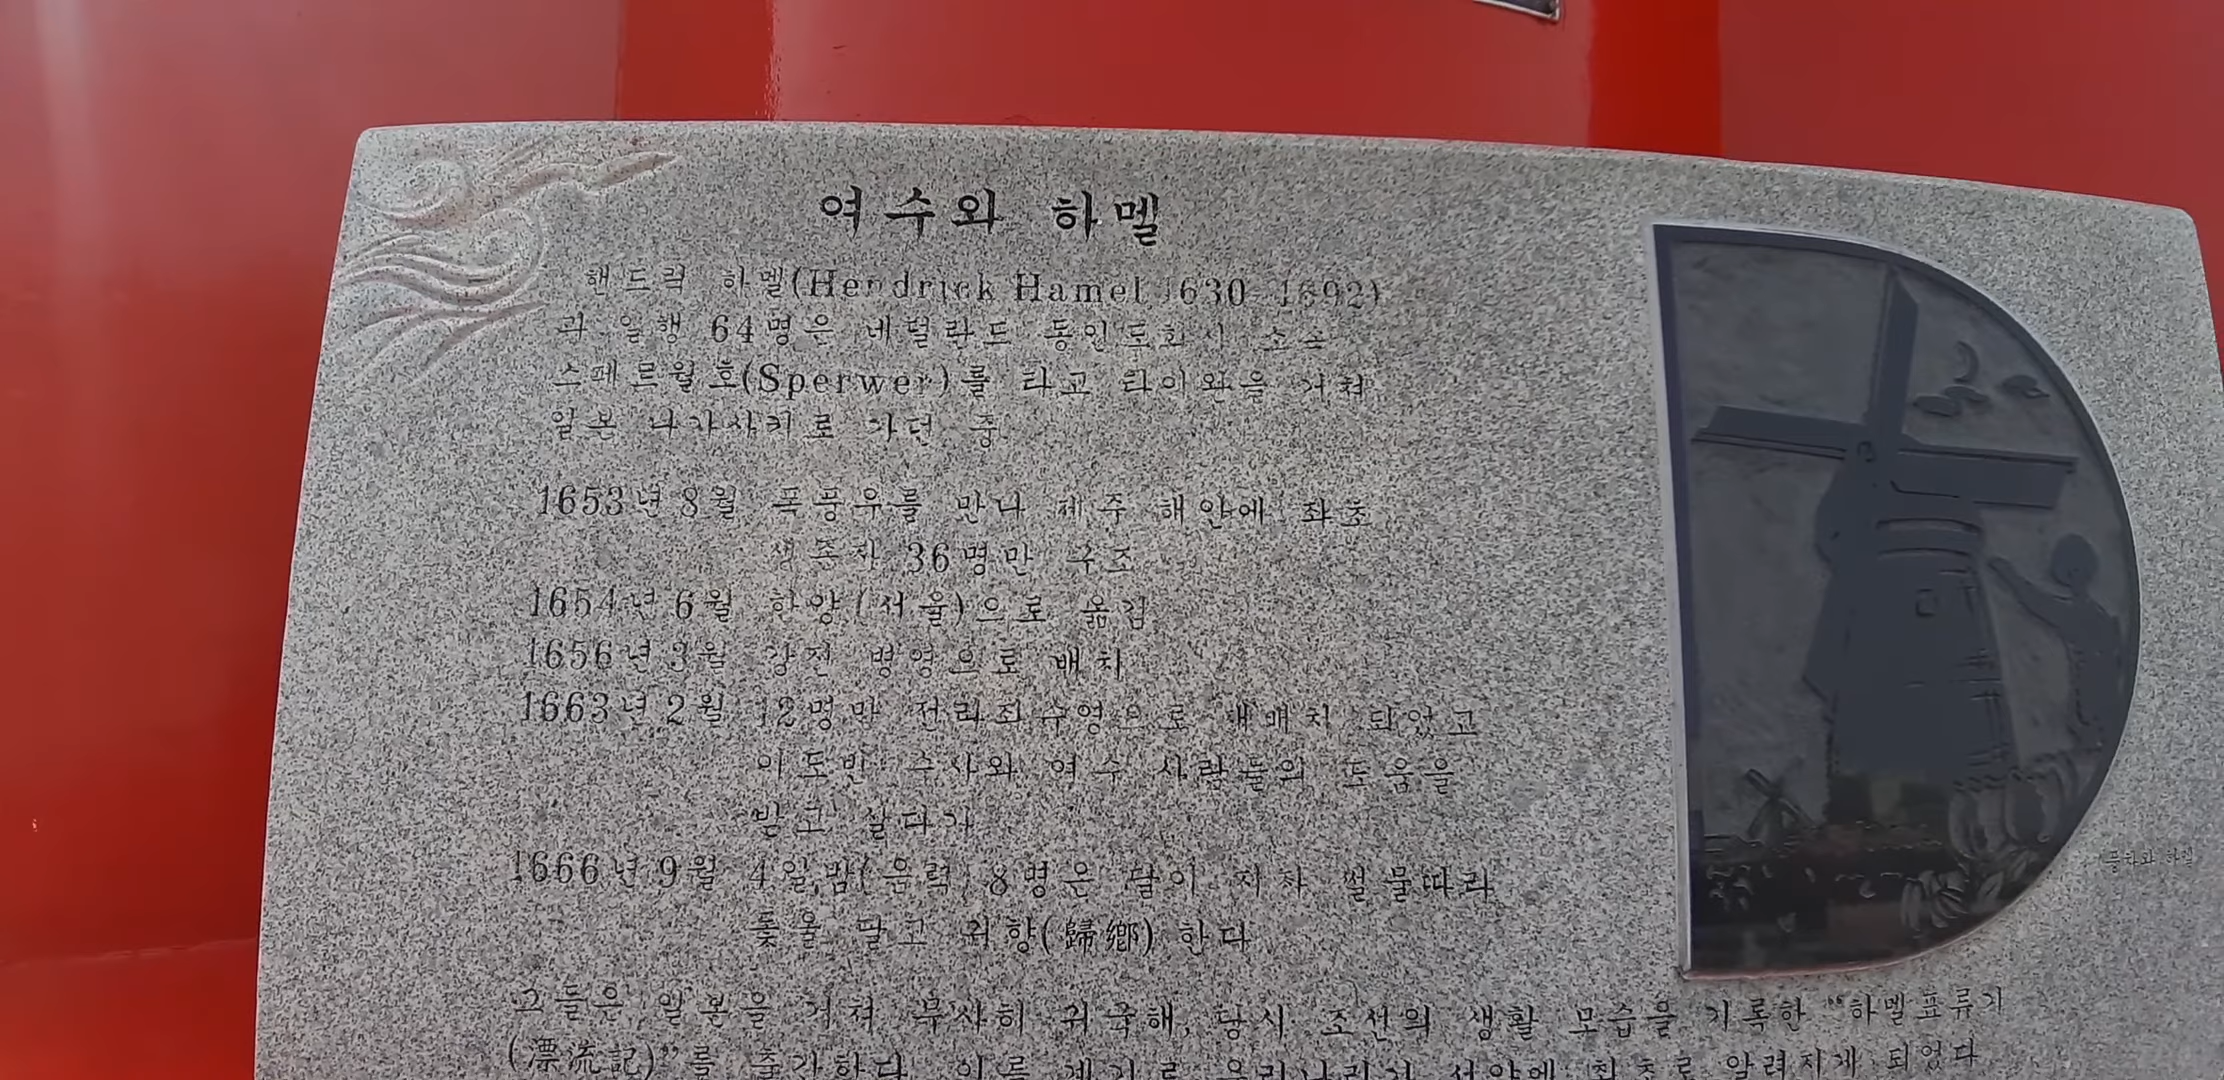 여수와 하멜
핸드릭 하멜(Hendrick Hamel 1630-1692)
과 일행 64명은 네덜란드 동인도회사 소속
스페르월호(Sperwer)를 타고 타이완을 거쳐
일본 나가사키로 가던 중
1653년 8월 폭풍우를 만나 제주 해안에 좌초
생존자 36명만 구조
1654년 6월 한양(서울)으로 옮김
1656년 3월 강진 병영으로 배치
1663년 2월 12명만 전라좌수영으로 재배치 되었고
이도빈 수사와 여수 사람들의 도움을
받고 살다가
1666년 9월 4일밤(음력) 8명은 달이 지자 썰물따라
돛을 달고 귀향(歸鄕)한다
그들은 일본을 거쳐 무사히 귀국해, 당시 조선의 생활 모습을 기록한 "하멜표류기
(漂流記)"를 출간한다. 이를 계기로 우리나라가 서양에 최초로 알려지게 되었다
풍차와 하멜